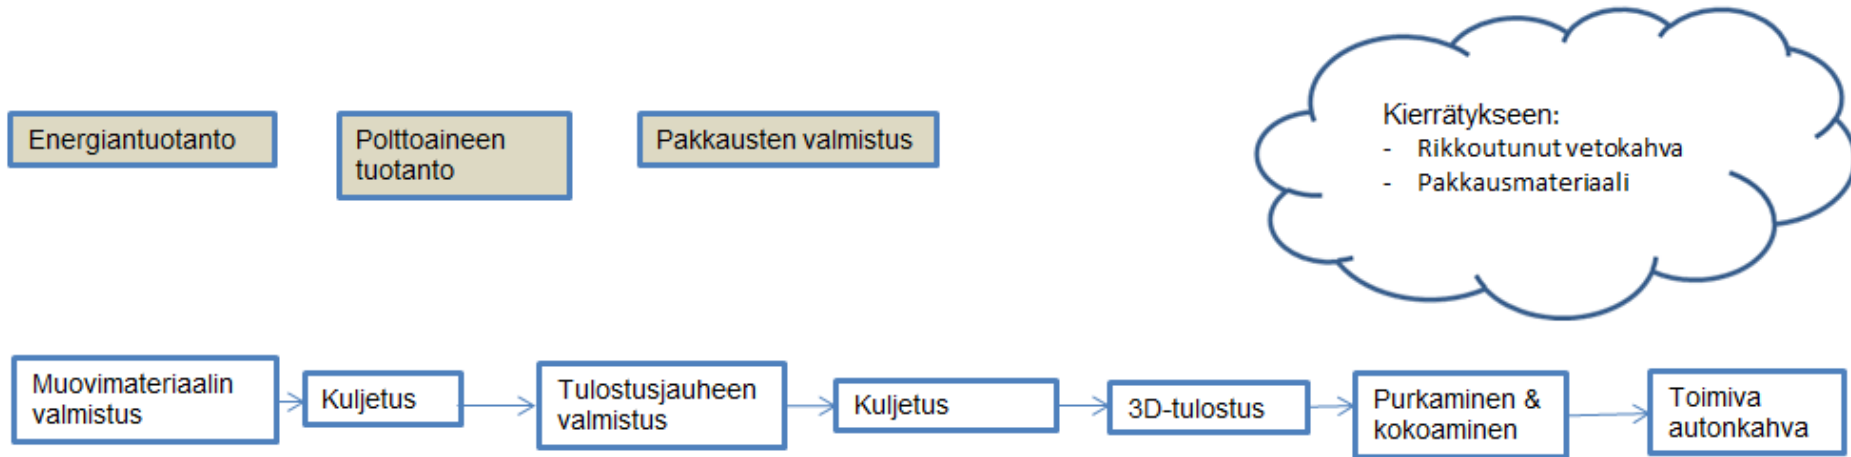 Energiantuotanto
Polttoaineen
tuotanto
Pakkausten valmistus
Kierrätykseen:
- Rikkoutunut vetokahva
- Pakkausmateriaali
Muovimateriaalin
valmistus
Kuljetus
Tulostusjauheen
valmistus
Kuljetus
3D-tulostus
Purkaminen &
kokoaminen
Toimiva
autonkahva